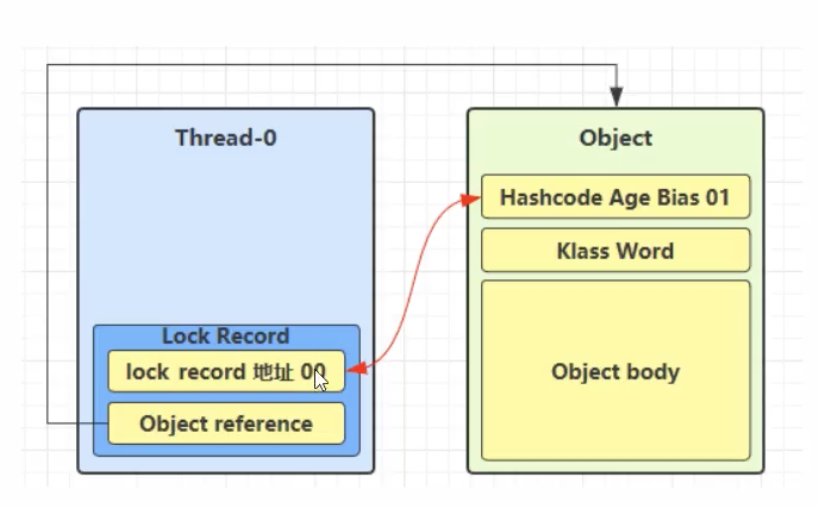 Thread-0
Lock Record
lock record 地址 00
Object reference
Object
Hashcode Age Bias 01
Klass Word
Object body